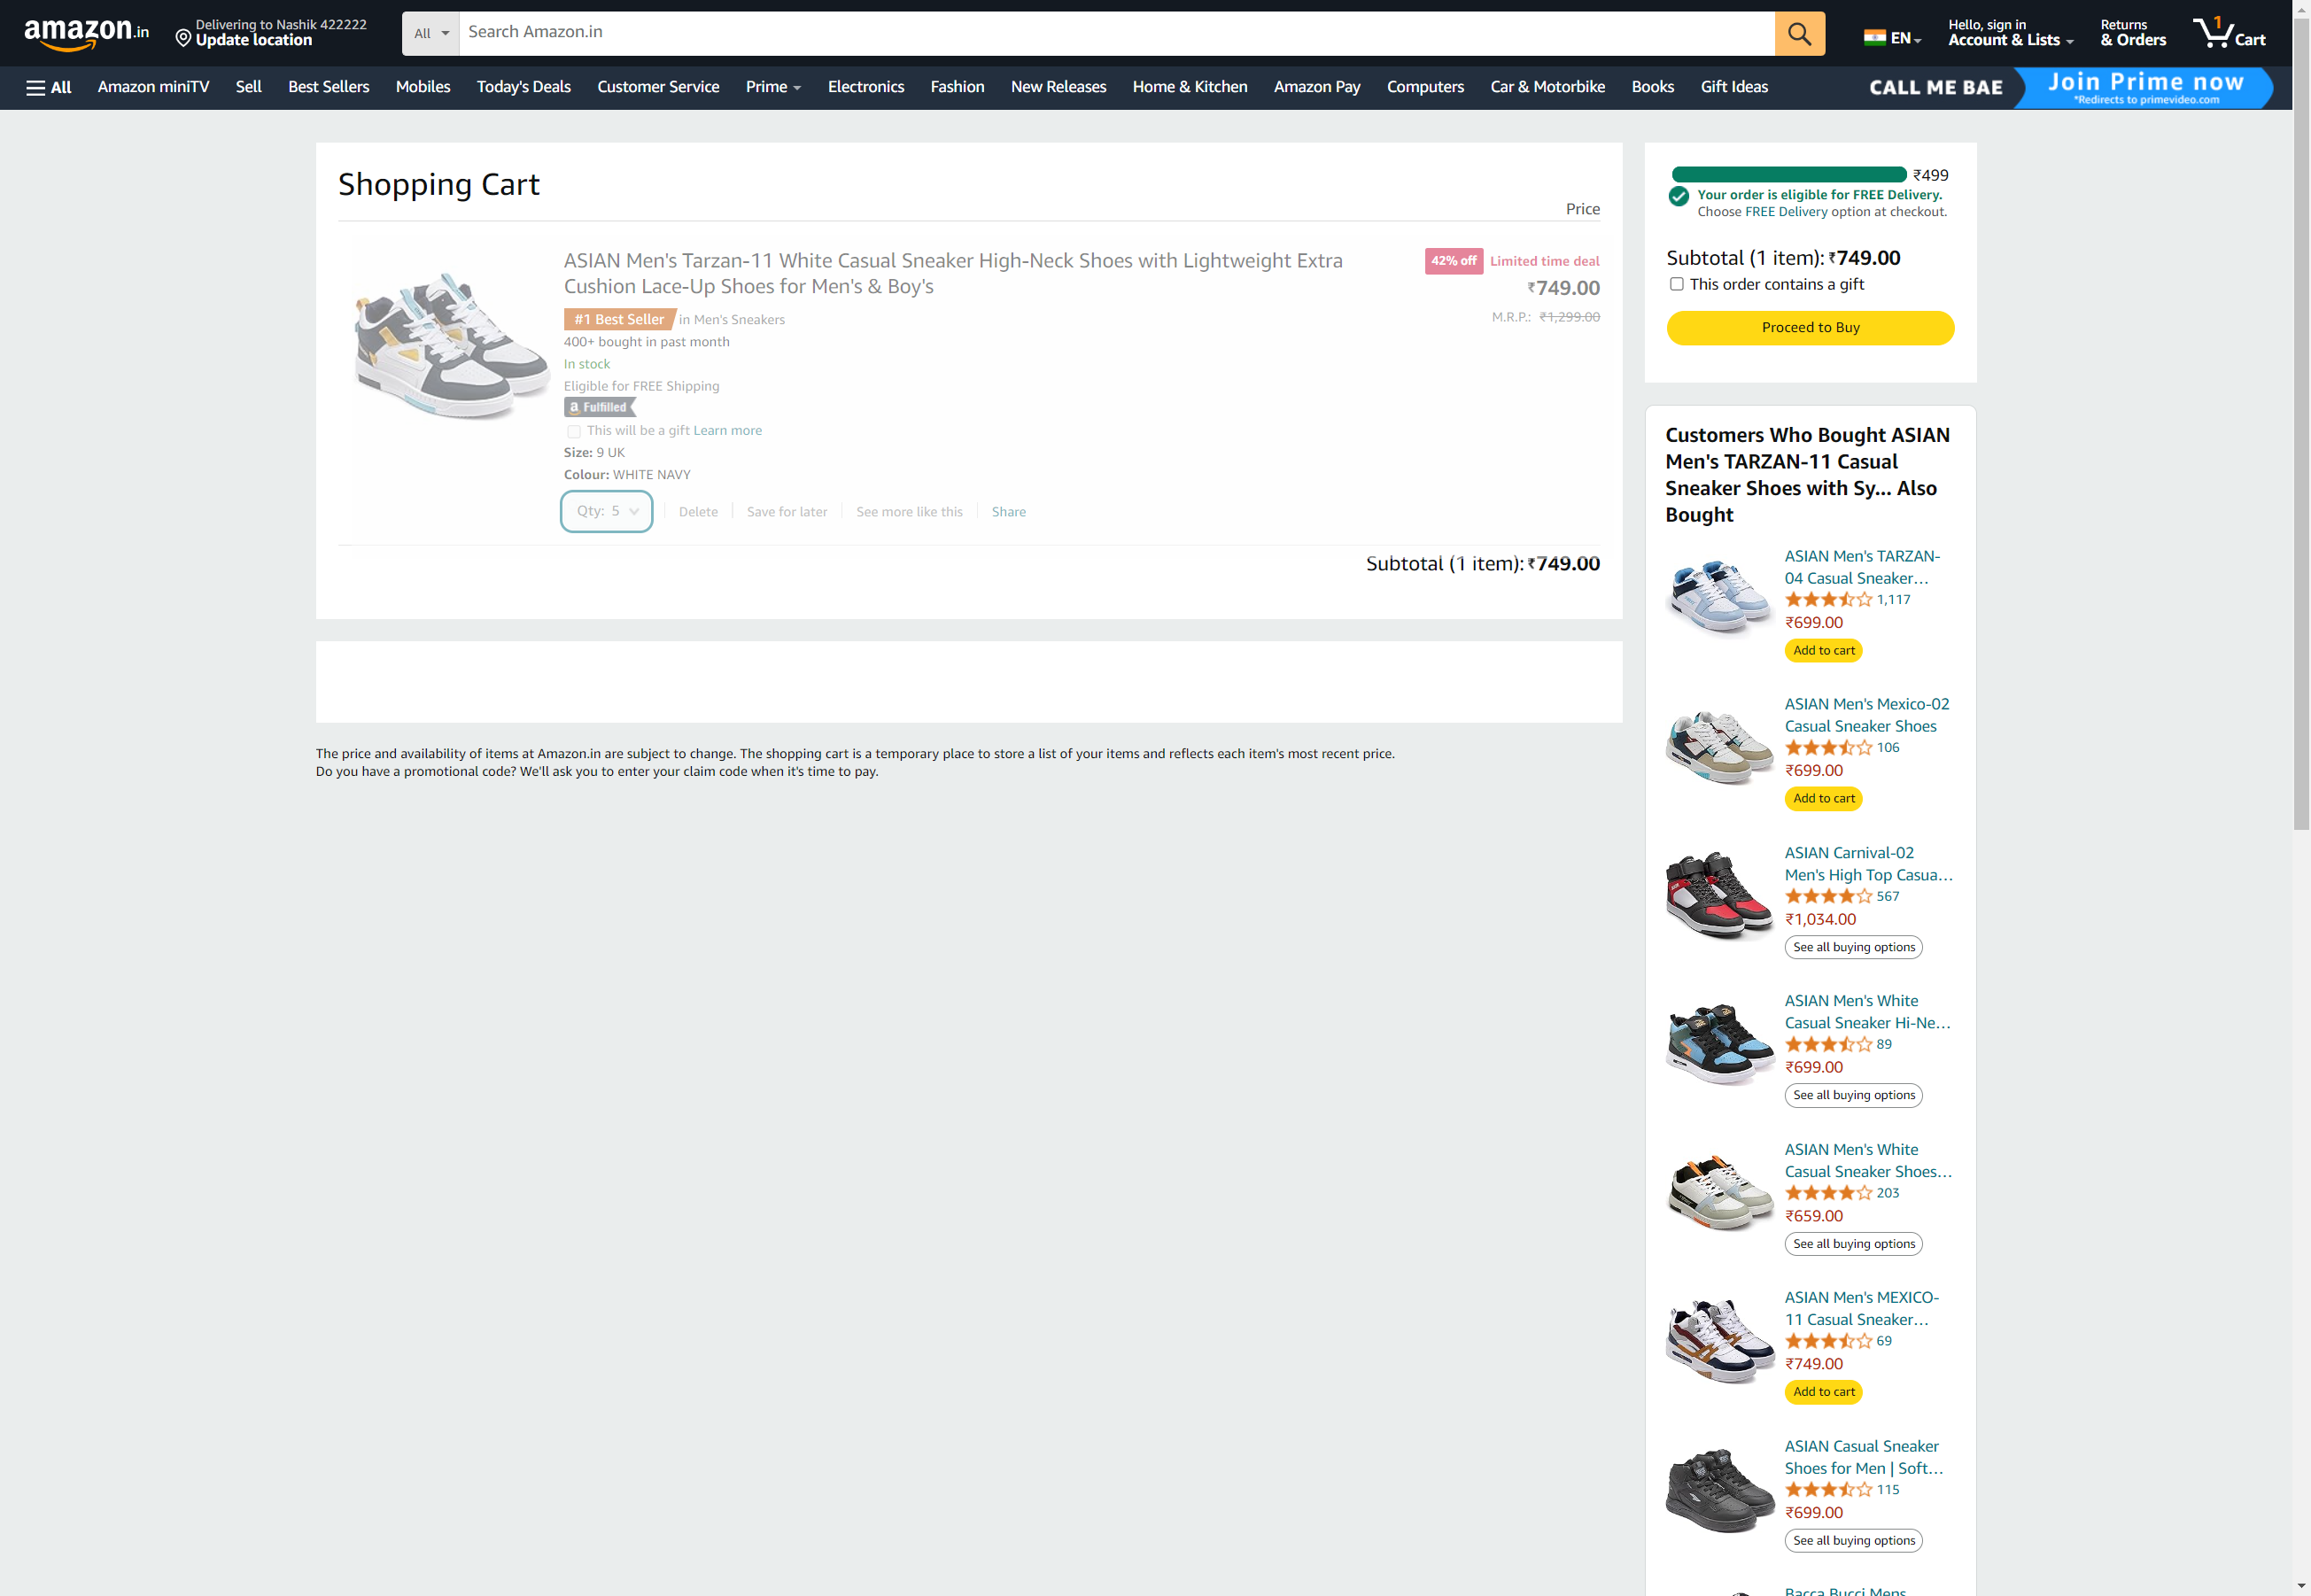 amazon.in
Delivering to Nashik 422222
Update location
All
Search Amazon.in
EN
Hello, sign in
Account & Lists
Returns
& Orders
1
Cart
All
Amazon miniTV
Sell
Best Sellers
Mobiles
Today's Deals
Customer Service
Prime
Electronics
Fashion
New Releases
Home & Kitchen
Amazon Pay
Computers
Car & Motorbike
Books
Gift Ideas
CALL ME BAE
Join Prime now
*Redirects to primevideo.com
Shopping Cart
Price
ASIAN Men's Tarzan-11 White Casual Sneaker High-Neck Shoes with Lightweight Extra
Cushion Lace-Up Shoes for Men's & Boy's
#1 Best Seller in Men's Sneakers
400+ bought in past month
In stock
Eligible for FREE Shipping
a Fulfilled
This will be a gift Learn more
Size: 9 UK
Colour: WHITE NAVY
Qty: 5
Delete
Save for later
See more like this
Share
42% off Limited time deal
₹749.00
M.R.P.: ₹1,299.00
Subtotal (1 item): ₹749.00
The price and availability of items at Amazon.in are subject to change. The shopping cart is a temporary place to store a list of your items and reflects each item's most recent price.
Do you have a promotional code? We'll ask you to enter your claim code when it's time to pay.
₹499
Your order is eligible for FREE Delivery.
Choose FREE Delivery option at checkout.
Subtotal (1 item): ₹749.00
This order contains a gift
Proceed to Buy
Customers Who Bought ASIAN
Men's TARZAN-11 Casual
Sneaker Shoes with Sy... Also
Bought
ASIAN Men's TARZAN-
04 Casual Sneaker…
1,117
₹699.00
Add to cart
ASIAN Men's Mexico-02
Casual Sneaker Shoes
106
₹699.00
Add to cart
ASIAN Carnival-02
Men's High Top Casua…
567
₹1,034.00
See all buying options
ASIAN Men's White
Casual Sneaker Hi-Ne…
89
₹699.00
See all buying options
ASIAN Men's White
Casual Sneaker Shoes…
203
₹659.00
See all buying options
ASIAN Men's MEXICO-
11 Casual Sneaker…
69
₹749.00
Add to cart
ASIAN Casual Sneaker
Shoes for Men | Soft…
115
₹699.00
See all buying options
Bacca Bucci Mens